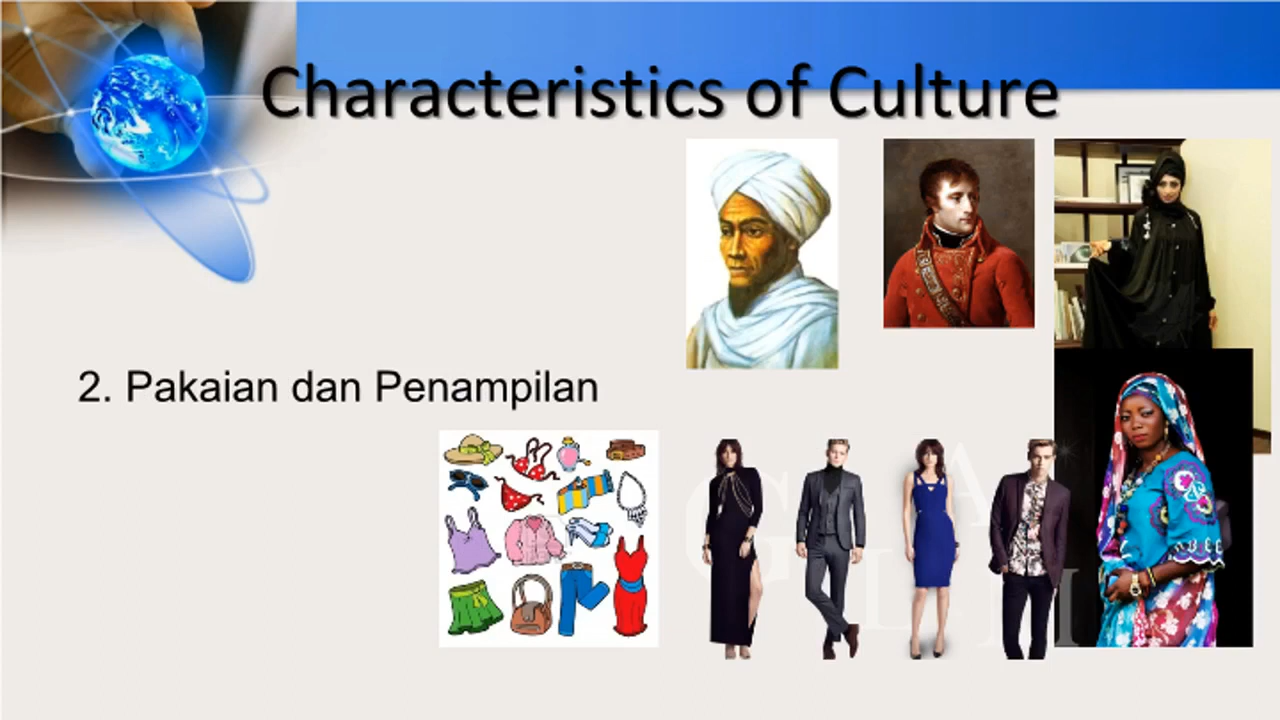 Characteristics of Culture
2. Pakaian dan Penampilan